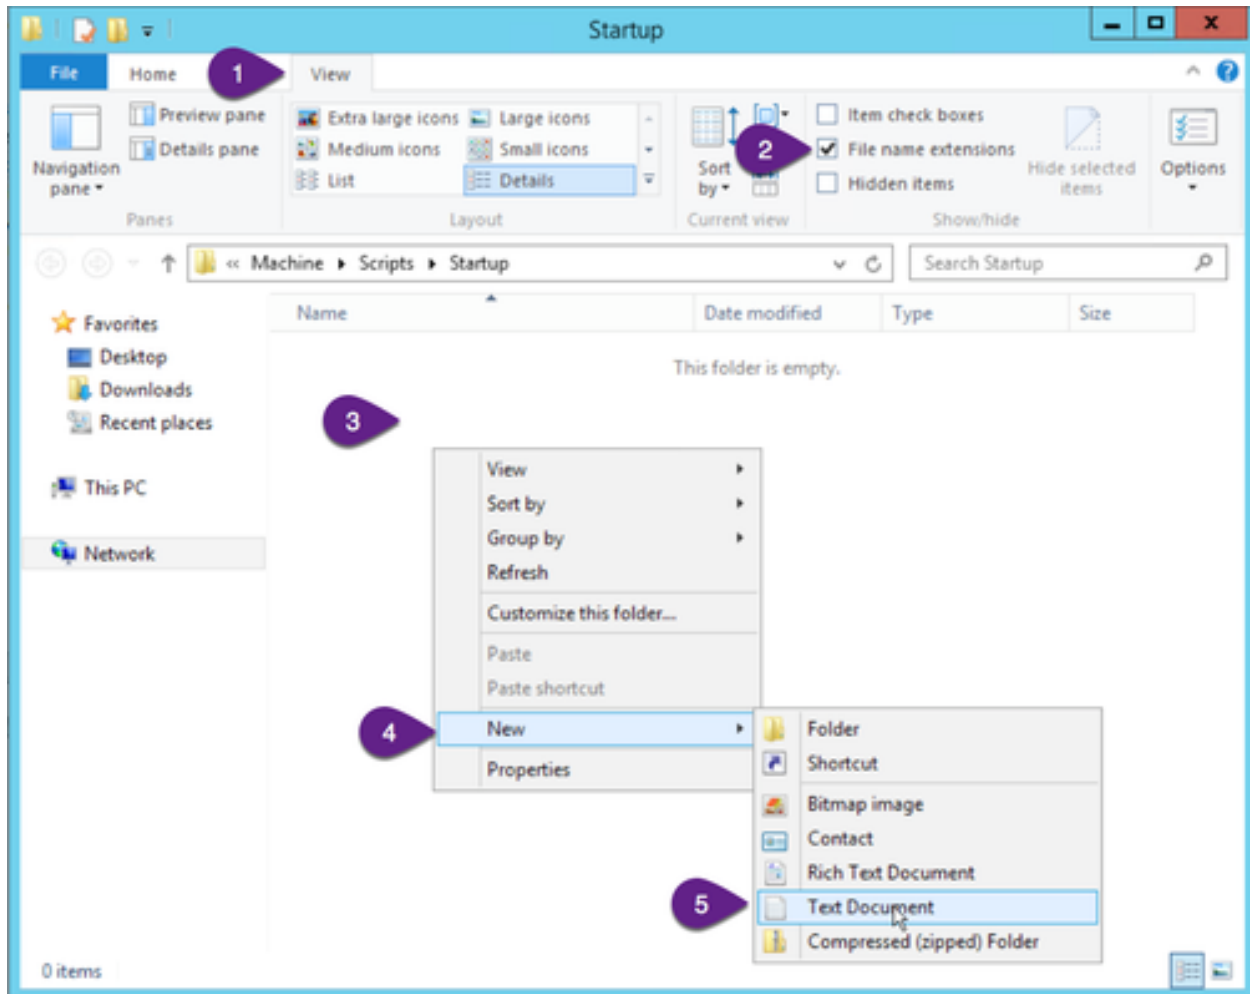 Startup
File Home 1 View
Preview pane
Details pane
Navigation
pane
Panes
Extra large icons Large icons
Medium icons Small icons
List Details
Layout
Sort
by
Current view
2
Item check boxes
File name extensions
Hidden items
Hide selected
items
Show/hide
Options
« Machine Scripts Startup
Search Startup
Name Date modified Type Size
This folder is empty.
Favorites
Desktop
Downloads
Recent places
This PC
Network
3
View
Sort by
Group by
Refresh
Customize this folder...
Paste
Paste shortcut
4 New
Properties
Folder
Shortcut
Bitmap image
Contact
Rich Text Document
5 Text Document
Compressed (zipped) Folder
0 items